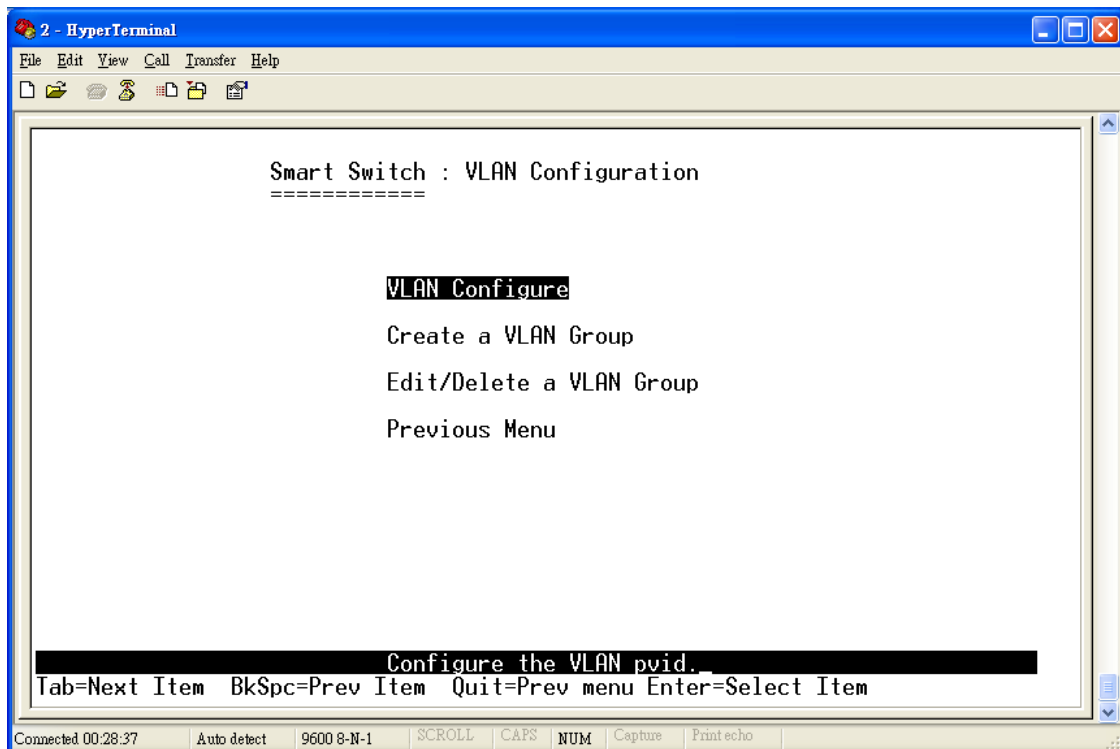 2 - HyperTerminal
File Edit View Call Transfer Help
Smart Switch : VLAN Configuration
============
VLAN Configure
Create a VLAN Group
Edit/Delete a VLAN Group
Previous Menu
Configure the VLAN pvid._
Tab=Next Item BkSpc=Prev Item Quit=Prev menu Enter=Select Item
Connected 00:28:37 Auto detect 9600 8-N-1 SCROLL CAPS NUM Capture Print echo